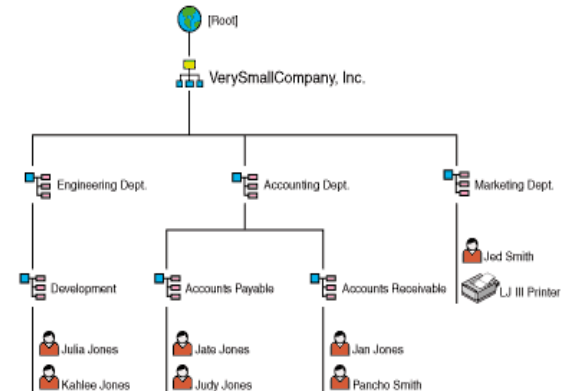 [Root]
VerySmallCompany, Inc.
Engineering Dept.
Accounting Dept.
Marketing Dept.
Jed Smith
LJ III Printer
Development
Accounts Payable
Accounts Receivable
Julia Jones
Jate Jones
Jan Jones
Kahlee Jones
Judy Jones
Pancho Smith